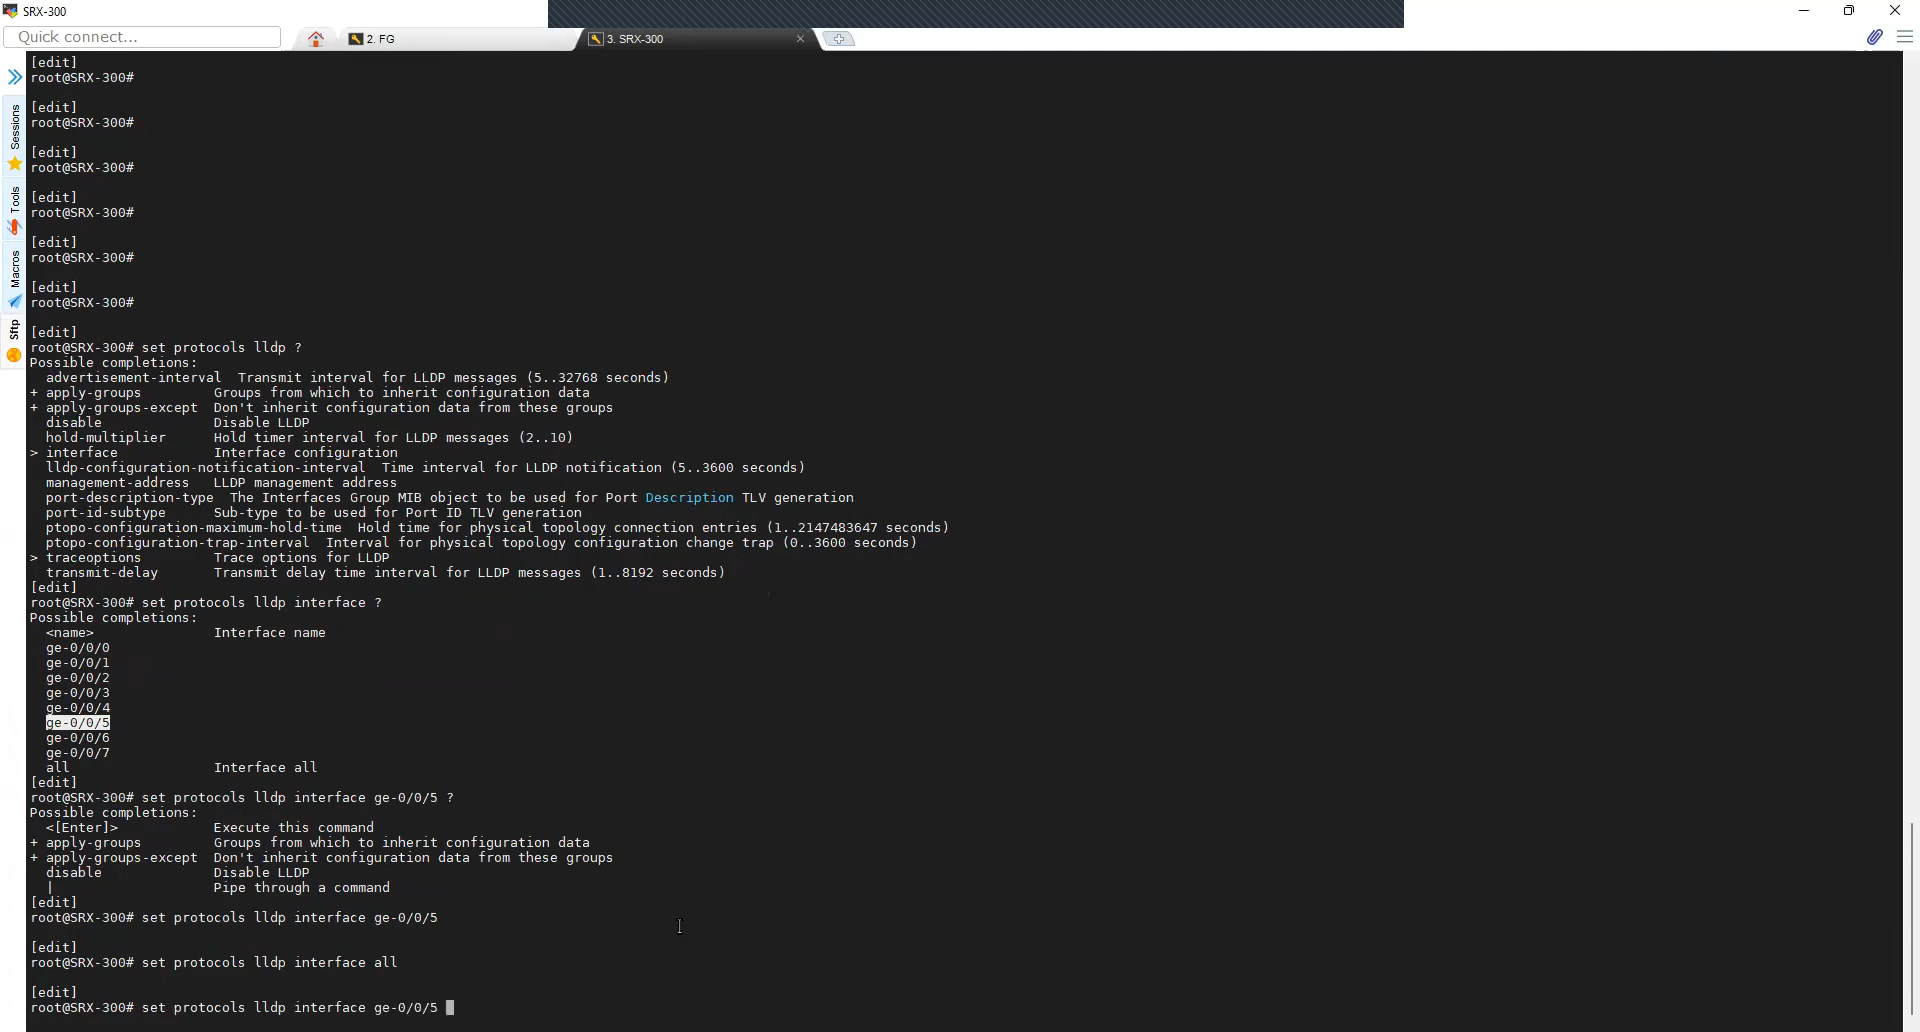 SRX-300
Quick connect...
2. FG
3. SRX-300
Sessions
Tools
Macros
Sftp
[edit]
root@SRX-300#
[edit]
root@SRX-300#
[edit]
root@SRX-300#
[edit]
root@SRX-300#
[edit]
root@SRX-300#
[edit]
root@SRX-300#
[edit]
root@SRX-300# set protocols lldp ?
Possible completions:
  advertisement-interval  Transmit interval for LLDP messages (5..32768 seconds)
+ apply-groups         Groups from which to inherit configuration data
+ apply-groups-except  Don't inherit configuration data from these groups
  disable              Disable LLDP
  hold-multiplier      Hold timer interval for LLDP messages (2..10)
> interface            Interface configuration
  lldp-configuration-notification-interval  Time interval for LLDP notification (5..3600 seconds)
  management-address   LLDP management address
  port-description-type  The Interfaces Group MIB object to be used for Port Description TLV generation
  port-id-subtype      Sub-type to be used for Port ID TLV generation
  ptopo-configuration-maximum-hold-time  Hold time for physical topology connection entries (1..2147483647 seconds)
  ptopo-configuration-trap-interval  Interval for physical topology configuration change trap (0..3600 seconds)
> traceoptions         Trace options for LLDP
  transmit-delay       Transmit delay time interval for LLDP messages (1..8192 seconds)
[edit]
root@SRX-300# set protocols lldp interface ?
Possible completions:
  <name>               Interface name
  ge-0/0/0
  ge-0/0/1
  ge-0/0/2
  ge-0/0/3
  ge-0/0/4
  ge-0/0/5
  ge-0/0/6
  ge-0/0/7
  all                  Interface all
[edit]
root@SRX-300# set protocols lldp interface ge-0/0/5 ?
Possible completions:
  <[Enter]>            Execute this command
+ apply-groups         Groups from which to inherit configuration data
+ apply-groups-except  Don't inherit configuration data from these groups
  disable              Disable LLDP
  |                    Pipe through a command
[edit]
root@SRX-300# set protocols lldp interface ge-0/0/5
[edit]
root@SRX-300# set protocols lldp interface all
[edit]
root@SRX-300# set protocols lldp interface ge-0/0/5